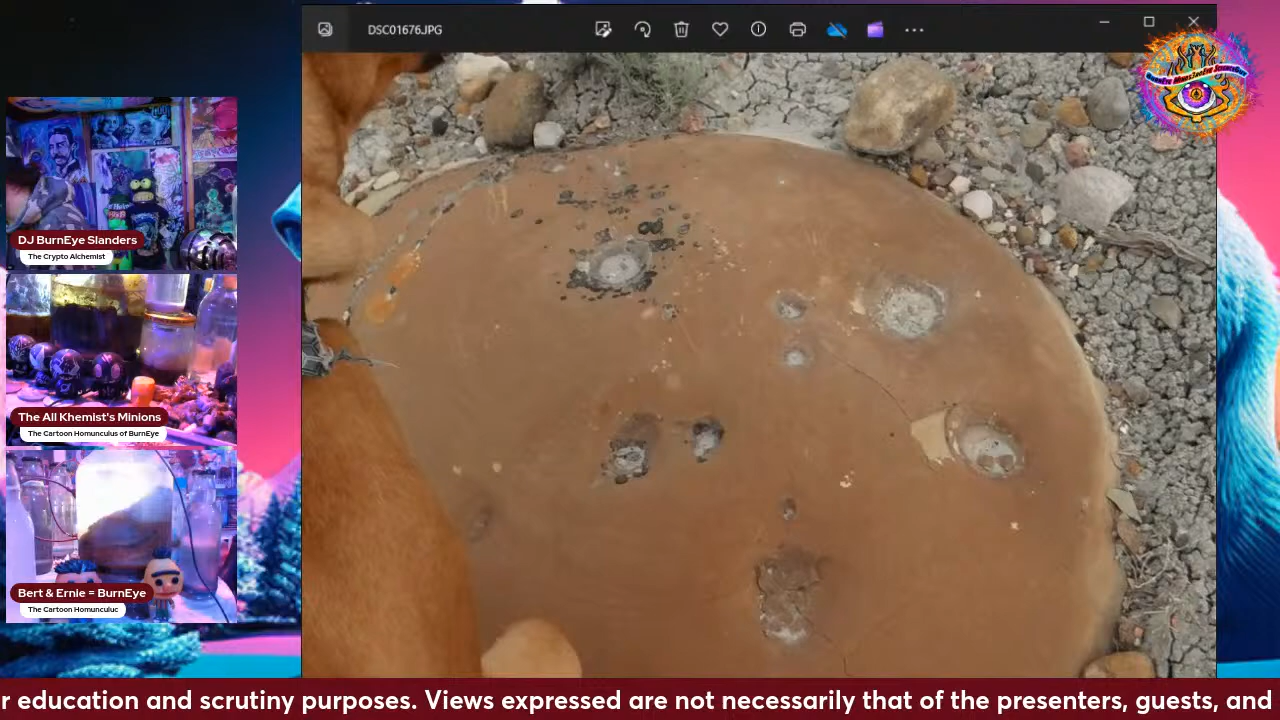 DSC01676.JPG
DJ BurnEye Slanders
The Crypto Alchemist
The All Khemist's Minions
The Cartoon Homunculus of BurnEye
Bert & Ernie = BurnEye
The Cartoon Homunculuc
r education and scrutiny purposes. Views expressed are not necessarily that of the presenters, guests, and